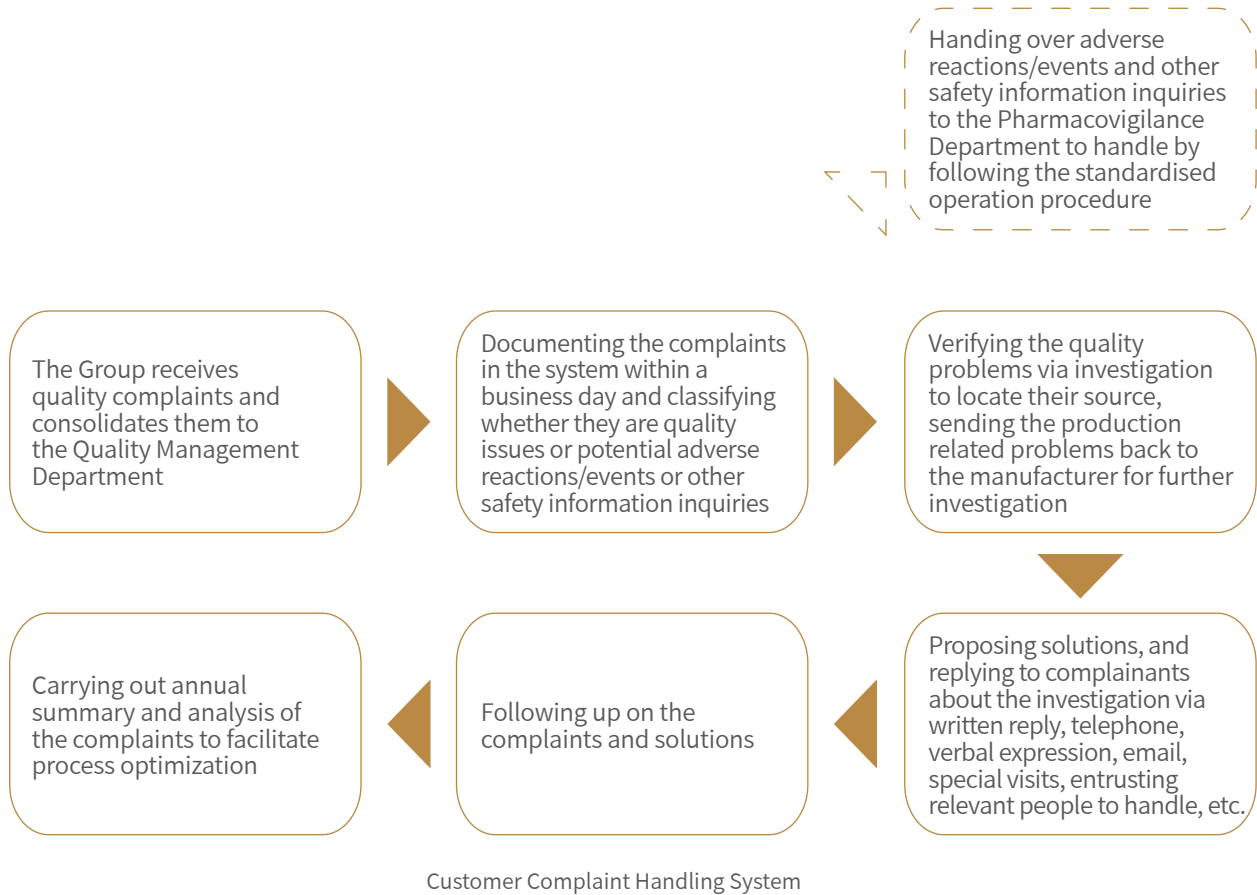 Handing over adverse
reactions/events and other
safety information inquiries
to the Pharmacovigilance
Department to handle by
following the standardised
operation procedure
The Group receives
quality complaints and
consolidates them to
the Quality Management
Department
Documenting the complaints
in the system within a
business day and classifying
whether they are quality
issues or potential adverse
reactions/events or other
safety information inquiries
Verifying the quality
problems via investigation
to locate their source,
sending the production
related problems back to
the manufacturer for further
investigation
Proposing solutions, and
replying to complainants
about the investigation via
written reply, telephone,
verbal expression, email,
special visits, entrusting
relevant people to handle, etc.
Following up on the
complaints and solutions
Carrying out annual
summary and analysis of
the complaints to facilitate
process optimization
Customer Complaint Handling System